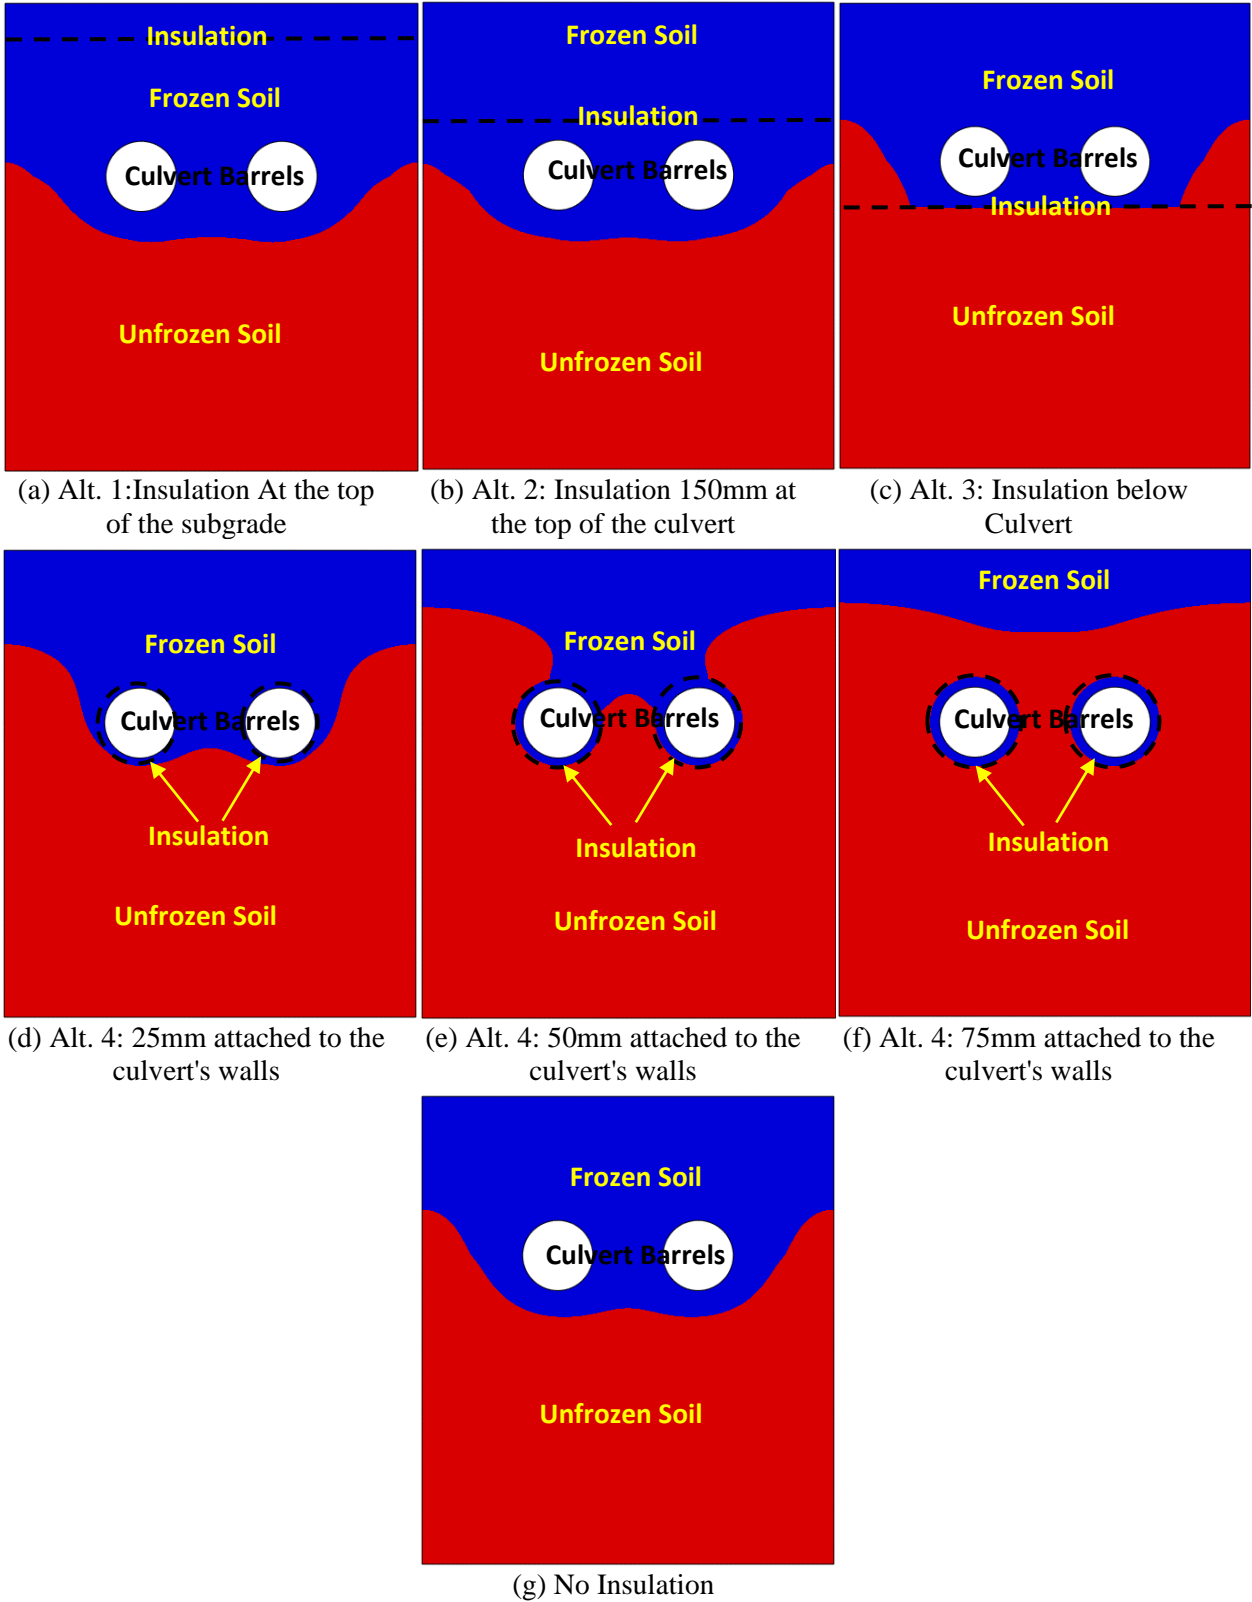 Insulation
Frozen Soil
Culvert Barrels
Unfrozen Soil
(a) Alt. 1:Insulation At the top
of the subgrade
Frozen Soil
Insulation
Culvert Barrels
Unfrozen Soil
(b) Alt. 2: Insulation 150mm at
the top of the culvert
Frozen Soil
Culvert Barrels
Insulation
Unfrozen Soil
(c) Alt. 3: Insulation below
Culvert
Frozen Soil
Culvert Barrels
Insulation
Unfrozen Soil
(d) Alt. 4: 25mm attached to the
culvert's walls
Frozen Soil
Culvert Barrels
Insulation
Unfrozen Soil
(e) Alt. 4: 50mm attached to the
culvert's walls
Frozen Soil
Culvert Barrels
Insulation
Unfrozen Soil
(f) Alt. 4: 75mm attached to the
culvert's walls
Frozen Soil
Culvert Barrels
Unfrozen Soil
(g) No Insulation